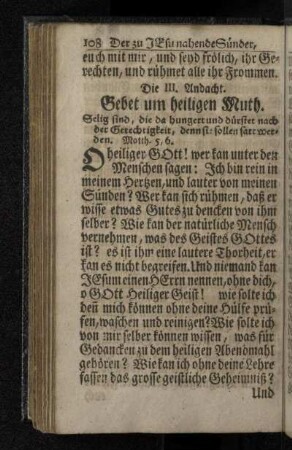 108 Der zu JEsu nahende Sünder,
euch mit mir, und seyd frölich, ihr Ge-
rechten, und rühmet alle ihr Frommen.
Die III. Andacht.
Gebet um heiligen Muth.
Selig sind, die da hungert und dürstet nach
der Gerechtigkeit, denn sie sollen satt wer-
den. Matth. 5, 6.
O heiliger GOtt! wer kan unter den
Menschen sagen: Jch bin rein in
meinem Hertzen, und lauter von meinen
Sünden? Wer kan sich rühmen, daß er
wisse etwas Gutes zu dencken von ihm
selber? Wie kan der natürliche Mensch
vernehmen, was des Geistes GOttes
ist? es ist ihm eine lautere Thorheit, er
kan es nicht begreifen. Und niemand kan
JEsum einen HErrn nennen, ohne dich,
o GOtt Heiliger Geist! wie solte ich
deñ mich können ohne deine Hülfe prü-
fen, waschen und reinigen? Wie solte ich
von mir selber können wissen, was für
Gedancken zu dem heiligen Abendmahl
gehören? Wie kan ich ohne deine Lehre
fassen das grosse geistliche Geheimniß?
Und